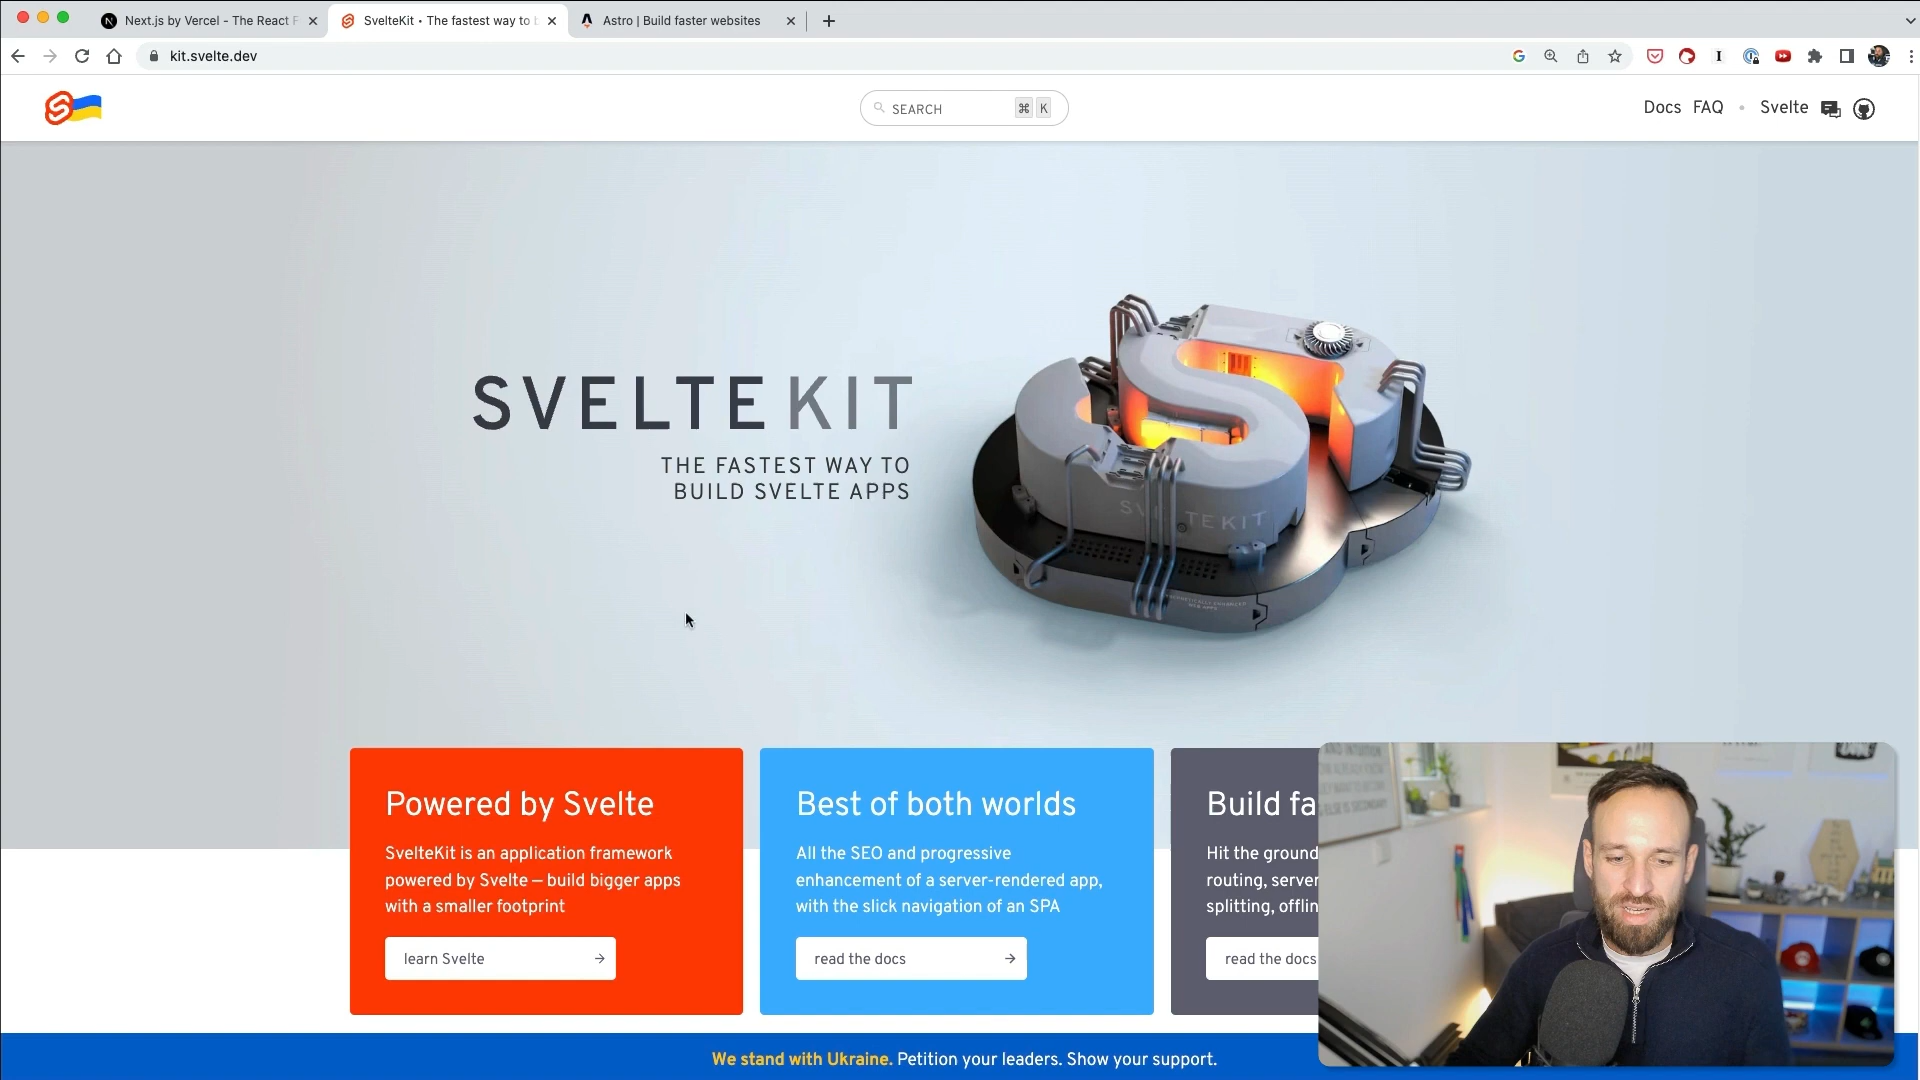 Next.js by Vercel - The React F
SvelteKit • The fastest way to b
Astro | Build faster websites
kit.svelte.dev
SEARCH ⌘ K
Docs FAQ • Svelte
SVELTEKIT
THE FASTEST WAY TO
BUILD SVELTE APPS
SVELTEKIT
Powered by Svelte
SvelteKit is an application framework
powered by Svelte — build bigger apps
with a smaller footprint
learn Svelte →
Best of both worlds
All the SEO and progressive
enhancement of a server-rendered app,
with the slick navigation of an SPA
read the docs →
Build fa
Hit the ground
routing, server
splitting, offlin
read the docs
We stand with Ukraine. Petition your leaders. Show your support.